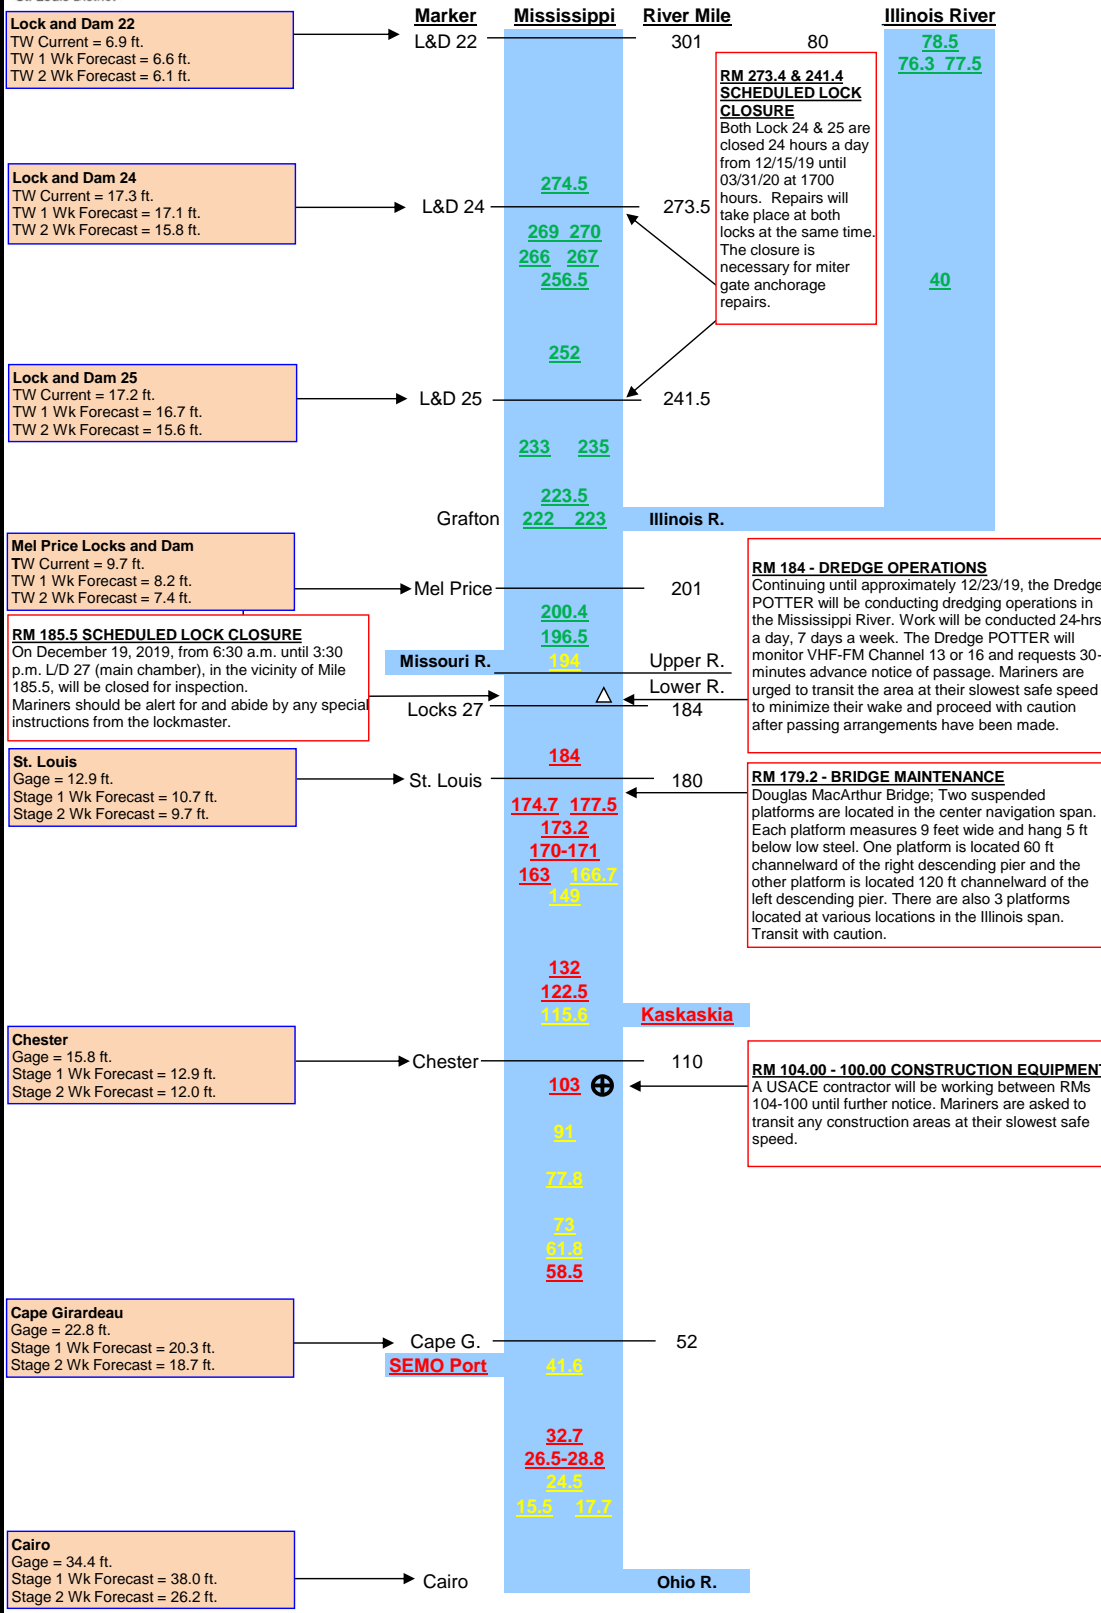 Marker Mississippi River Mile Illinois River
Lock and Dam 22
TW Current = 6.9 ft.
TW 1 Wk Forecast = 6.6 ft.
TW 2 Wk Forecast = 6.1 ft.
L&D 22 301 80 78.5
76.3 77.5
RM 273.4 & 241.4
SCHEDULED LOCK
CLOSURE
Both Lock 24 & 25 are
closed 24 hours a day
from 12/15/19 until
03/31/20 at 1700
hours. Repairs will
take place at both
locks at the same time.
The closure is
necessary for miter
gate anchorage
repairs.
Lock and Dam 24
TW Current = 17.3 ft.
TW 1 Wk Forecast = 17.1 ft.
TW 2 Wk Forecast = 15.8 ft.
274.5
L&D 24 273.5
269 270
266 267
256.5
40
252
Lock and Dam 25
TW Current = 17.2 ft.
TW 1 Wk Forecast = 16.7 ft.
TW 2 Wk Forecast = 15.6 ft.
L&D 25 241.5
233 235
223.5
Grafton 222 223 Illinois R.
Mel Price Locks and Dam
TW Current = 9.7 ft.
TW 1 Wk Forecast = 8.2 ft.
TW 2 Wk Forecast = 7.4 ft.
Mel Price 201
RM 184 - DREDGE OPERATIONS
Continuing until approximately 12/23/19, the Dredge
POTTER will be conducting dredging operations in
the Mississippi River. Work will be conducted 24-hrs
a day, 7 days a week. The Dredge POTTER will
monitor VHF-FM Channel 13 or 16 and requests 30-
minutes advance notice of passage. Mariners are
urged to transit the area at their slowest safe speed
to minimize their wake and proceed with caution
after passing arrangements have been made.
RM 185.5 SCHEDULED LOCK CLOSURE
On December 19, 2019, from 6:30 a.m. until 3:30
p.m. L/D 27 (main chamber), in the vicinity of Mile
185.5, will be closed for inspection.
Mariners should be alert for and abide by any special
instructions from the lockmaster.
200.4
196.5
Missouri R. 194 Upper R.
Lower R.
Locks 27 184
184
St. Louis
Gage = 12.9 ft.
Stage 1 Wk Forecast = 10.7 ft.
Stage 2 Wk Forecast = 9.7 ft.
St. Louis 180
RM 179.2 - BRIDGE MAINTENANCE
Douglas MacArthur Bridge; Two suspended
platforms are located in the center navigation span.
Each platform measures 9 feet wide and hang 5 ft
below low steel. One platform is located 60 ft
channelward of the right descending pier and the
other platform is located 120 ft channelward of the
left descending pier. There are also 3 platforms
located at various locations in the Illinois span.
Transit with caution.
174.7 177.5
173.2
170-171
163 166.7
149
132
122.5
115.6 Kaskaskia
Chester
Gage = 15.8 ft.
Stage 1 Wk Forecast = 12.9 ft.
Stage 2 Wk Forecast = 12.0 ft.
Chester 110
103
RM 104.00 - 100.00 CONSTRUCTION EQUIPMENT
A USACE contractor will be working between RMs
104-100 until further notice. Mariners are asked to
transit any construction areas at their slowest safe
speed.
91
77.8
73
61.8
58.5
Cape Girardeau
Gage = 22.8 ft.
Stage 1 Wk Forecast = 20.3 ft.
Stage 2 Wk Forecast = 18.7 ft.
Cape G. 52
SEMO Port 41.6
32.7
26.5-28.8
24.5
15.5 17.7
Cairo
Gage = 34.4 ft.
Stage 1 Wk Forecast = 38.0 ft.
Stage 2 Wk Forecast = 26.2 ft.
Cairo Ohio R.